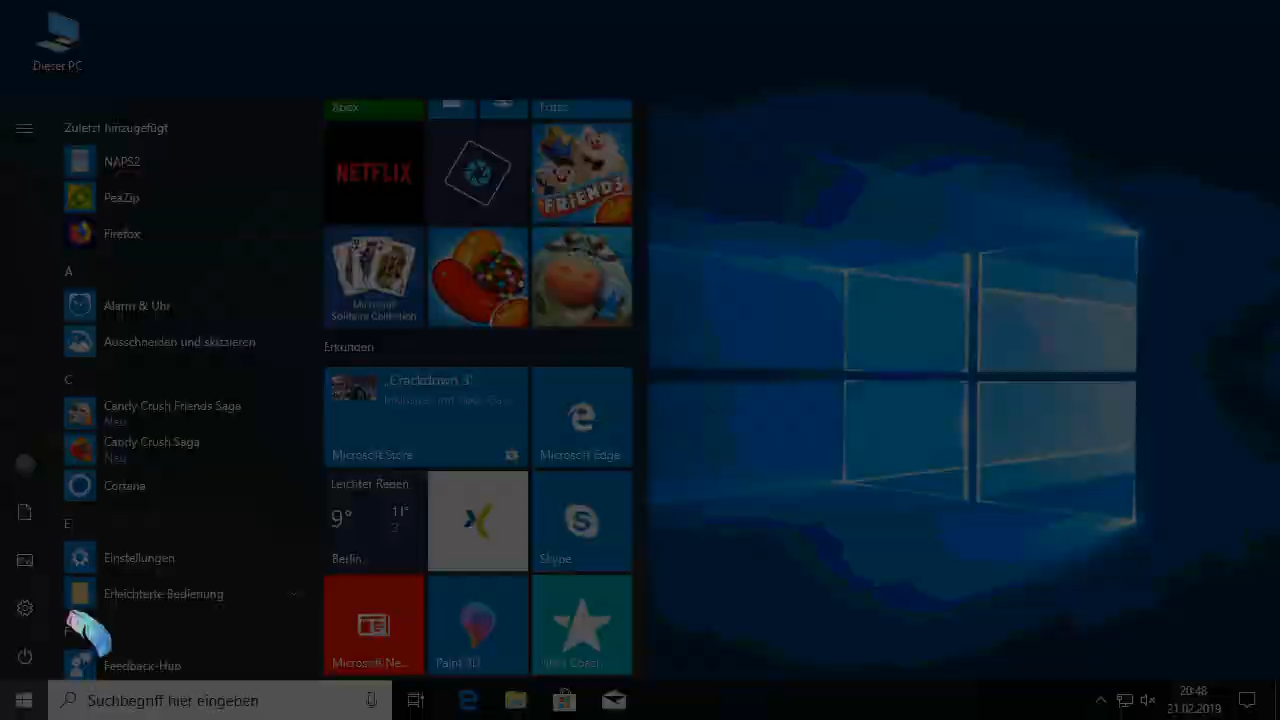 Dieser PC
Zuletzt hinzugefügt
NAPS2
PeaZip
Firefox
A
Alarm & Uhr
Ausschneiden und skizzieren
C
Candy Crush Friends Saga
Neu
Candy Crush Saga
Neu
Cortana
E
Einstellungen
Erleichterte Bedienung
F
Feedback-Hub
Xbox
Fotos
NETFLIX
FRIENDS
Microsoft
Solitaire Collection
Erkunden
„Crackdown 3"
Microsoft Store
Microsoft Edge
Leichter Regen
9°
11°
3°
Berlin
Skype
Microsoft Ne...
Paint 3D
Suchbegriff hier eingeben
20:48
21.02.2019